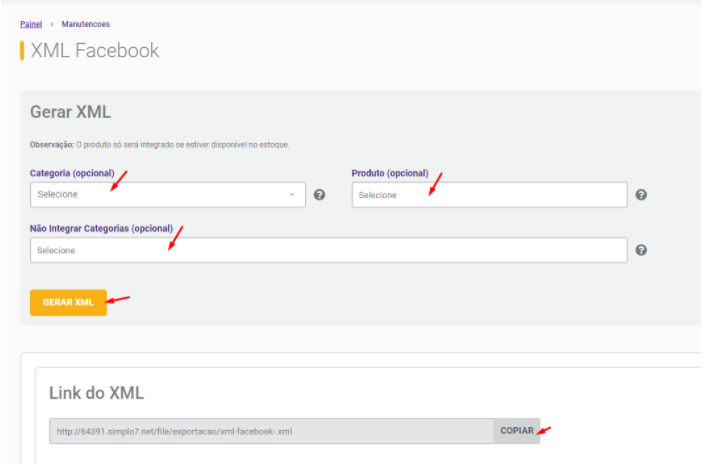 Painel > Manutencoes
XML Facebook
Gerar XML
Observação: O produto só será integrado se estiver disponível no estoque.
Categoria (opcional) Produto (opcional)
Selecione ? Selecione ?
Não Integrar Categorias (opcional)
Selecione ?
GERAR XML
Link do XML
http://64391.simplo7.net/file/exportacao/xml-facebook-.xml COPIAR